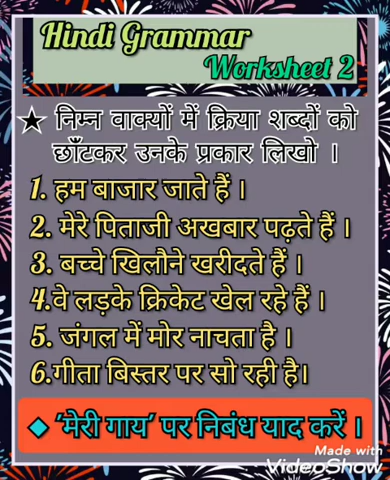 Hindi Grammar
Worksheet 2
★ निम्न वाक्यों में क्रिया शब्दों को
छाँटकर उनके प्रकार लिखो ।
1. हम बाजार जाते हैं ।
2. मेरे पिताजी अखबार पढ़ते हैं ।
3. बच्चे खिलौने खरीदते हैं ।
4.वे लड़के क्रिकेट खेल रहे हैं ।
5. जंगल में मोर नाचता है ।
6.गीता बिस्तर पर सो रही है।
◆ ‘मेरी गाय’ पर निबंध याद करें ।
Made with
VideoShow